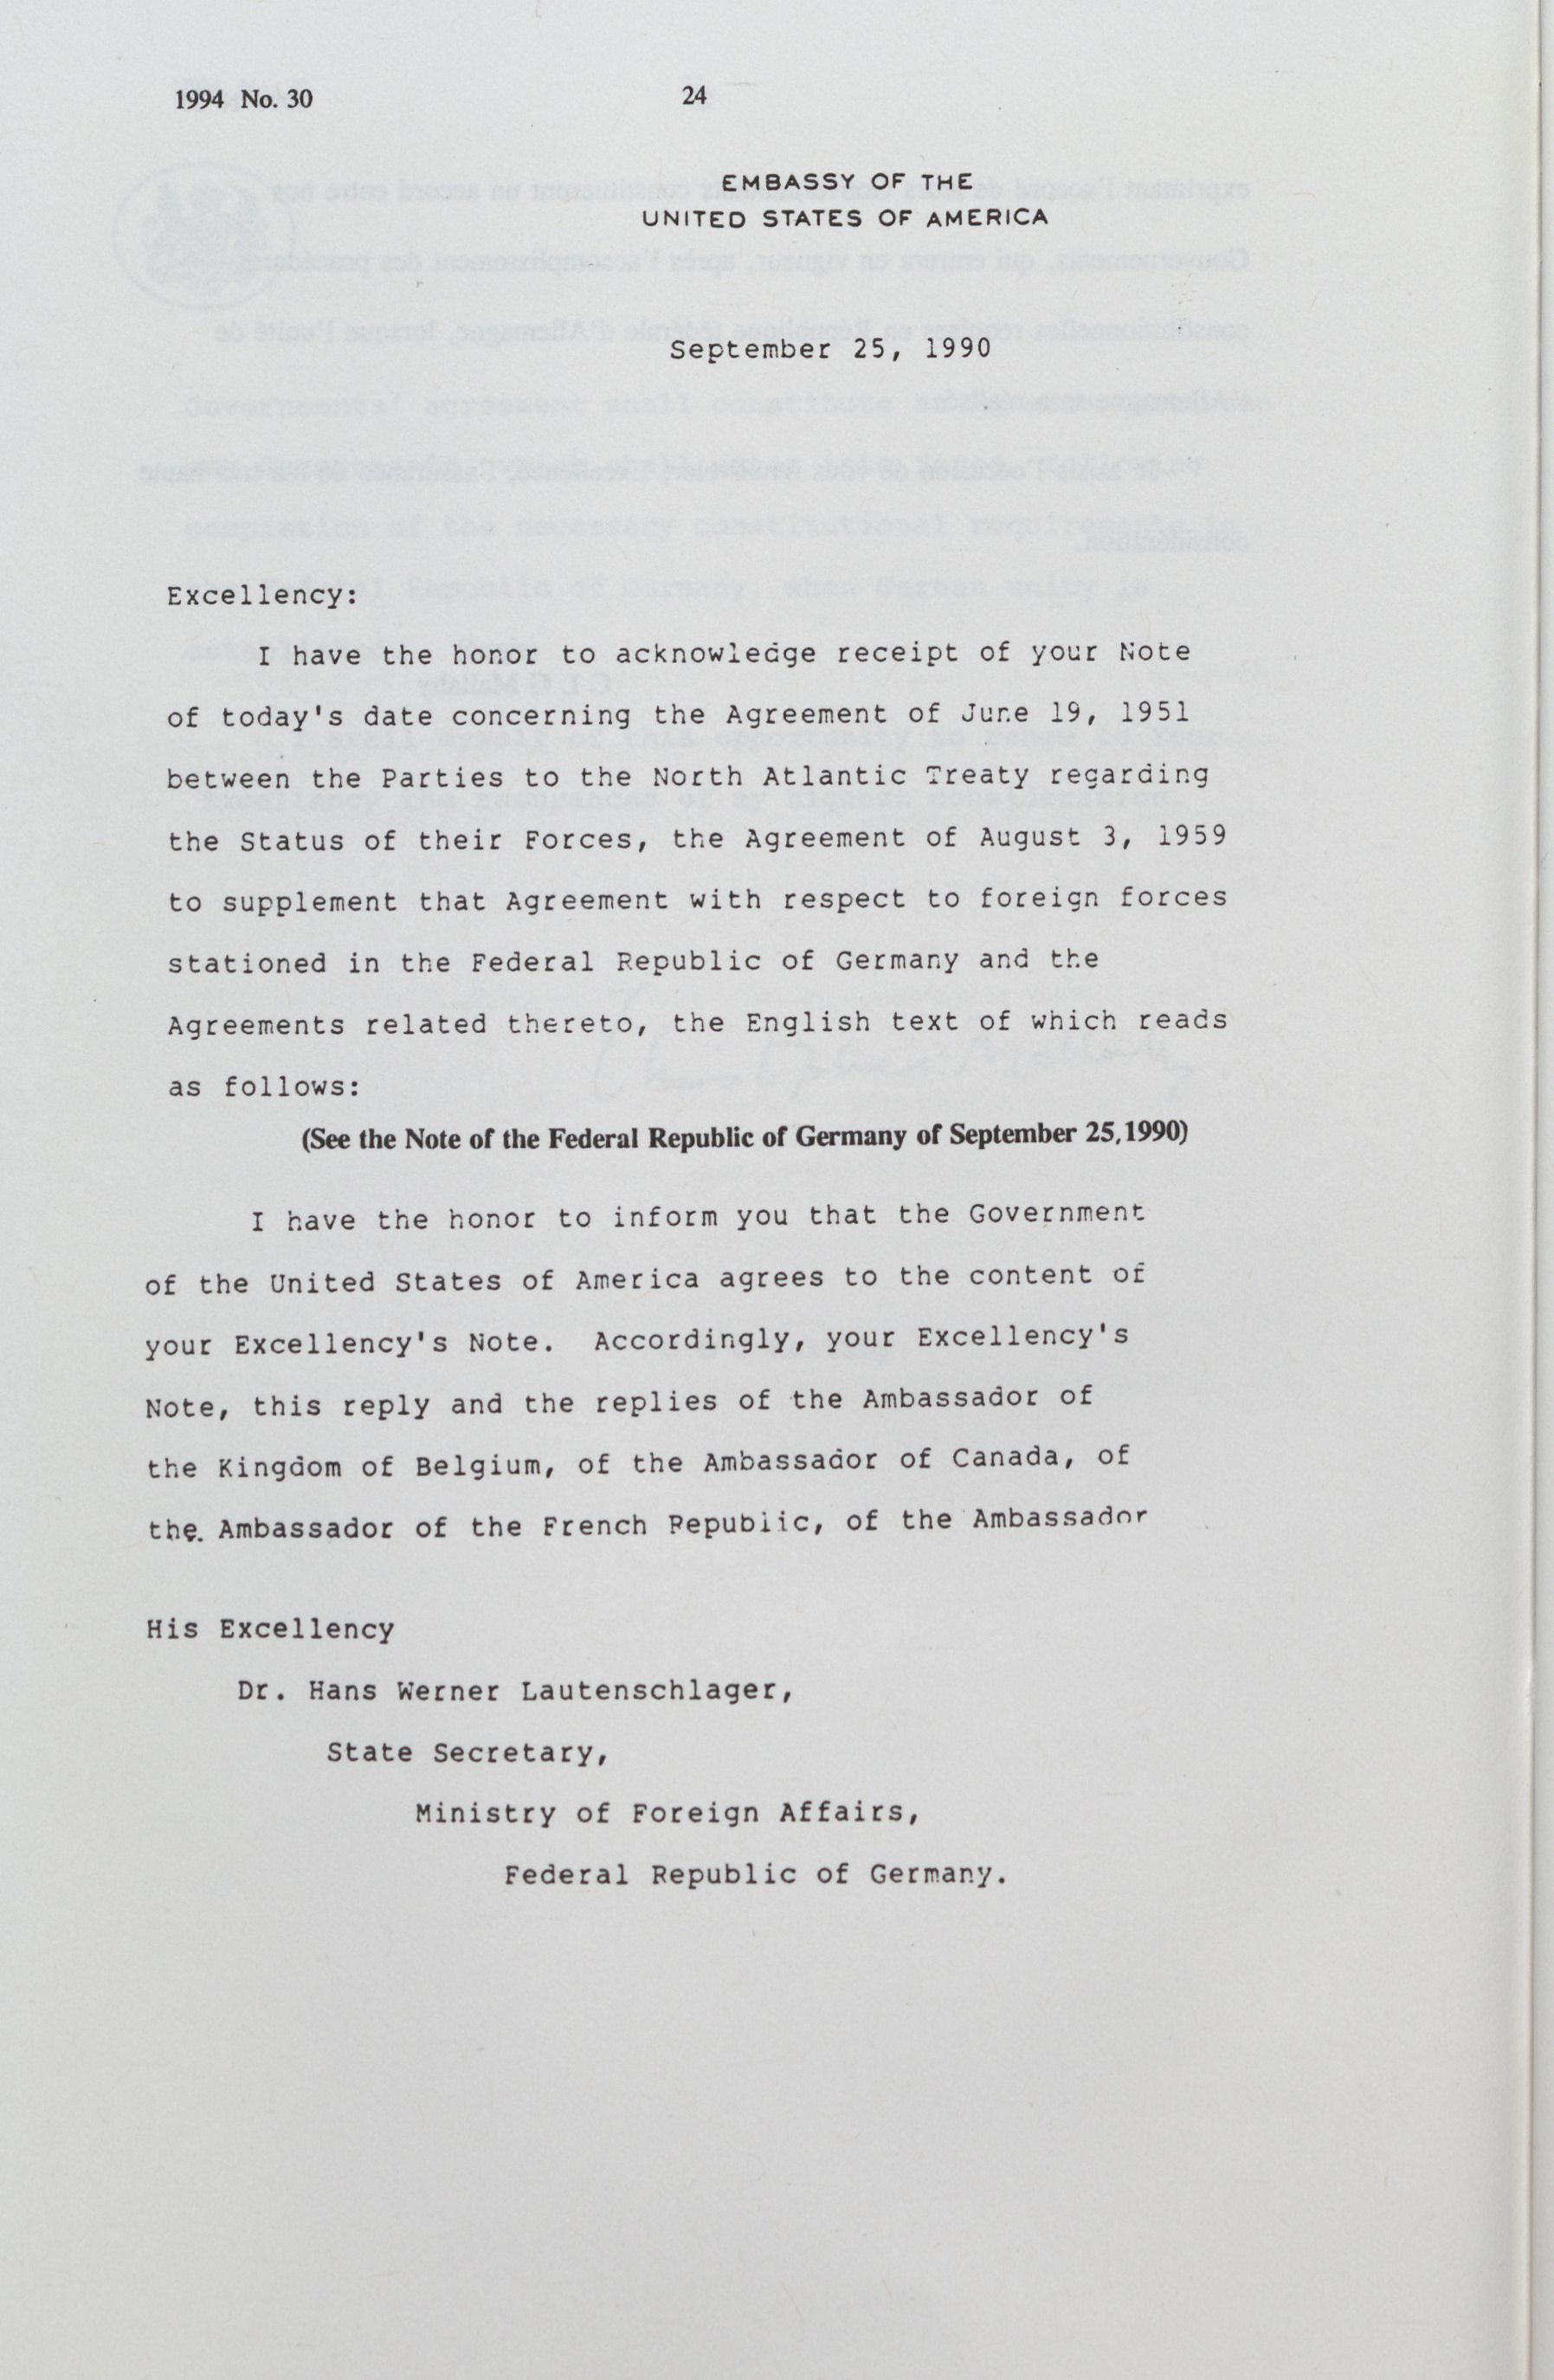 1994 No. 30
24
EMBASSY OF THE
UNITED STATES OF AMERICA
September 25, 1990
Excellency:
I have the honor to acknowledge receipt of your Note
of today's date concerning the Agreement of June 19, 1951
between the Parties to the North Atlantic Treaty regarding
the Status of their Forces, the Agreement of August 3, 1959
to supplement that Agreement with respect to foreign forces
stationed in the Federal Republic of Germany and the
Agreements related thereto, the English text of which reads
as follows:
(See the Note of the Federal Republic of Germany of September 25,1990)
I have the honor to inform you that the Government
of the United States of America agrees to the content of
your Excellency's Note. Accordingly, your Excellency's
Note, this reply and the replies of the Ambassador of
the Kingdom of Belgium, of the Ambassador of Canada, of
the. Ambassador of the French Republic, of the Ambassador
His Excellency
Dr. Hans Werner Lautenschlager,
State Secretary,
Ministry of Foreign Affairs,
Federal Republic of Germany.